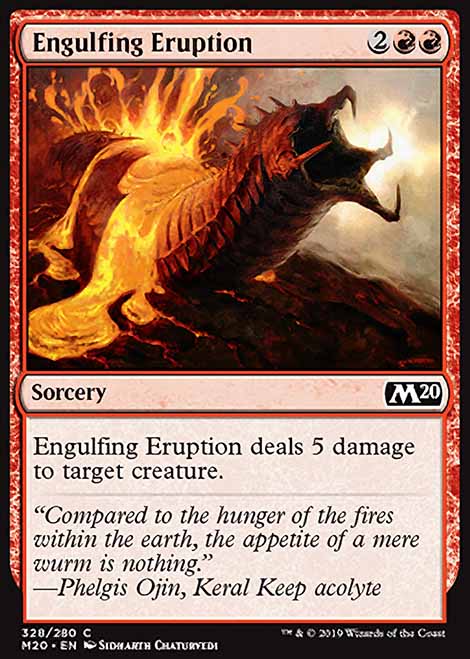 Engulfing Eruption 2
Sorcery M20
Engulfing Eruption deals 5 damage
to target creature.
“Compared to the hunger of the fires
within the earth, the appetite of a mere
wurm is nothing.”
—Phelgis Ojin, Keral Keep acolyte
328/280 C
M20 • EN Sidharth Chaturvedi
™ & © 2019 Wizards of the Coast